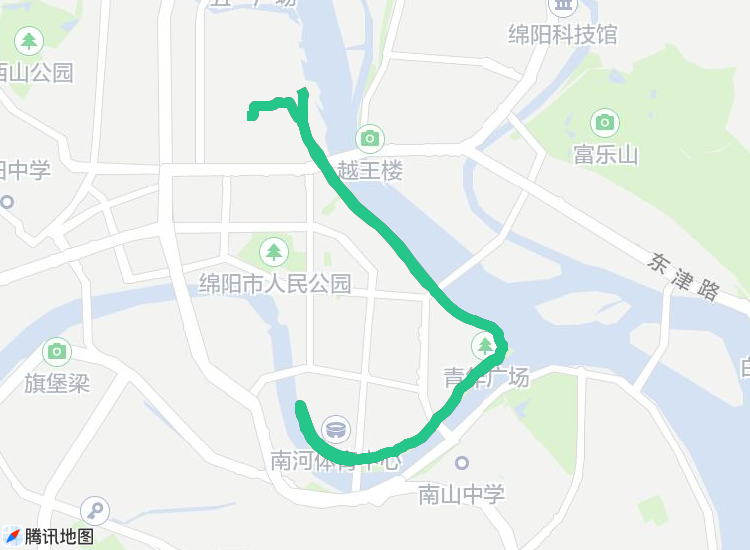 五一广场
绵阳科技馆
西山公园
富乐山
越王楼
阳中学
东津路
绵阳市人民公园
旗堡梁
青年广场
南河体育中心
南山中学
腾讯地图